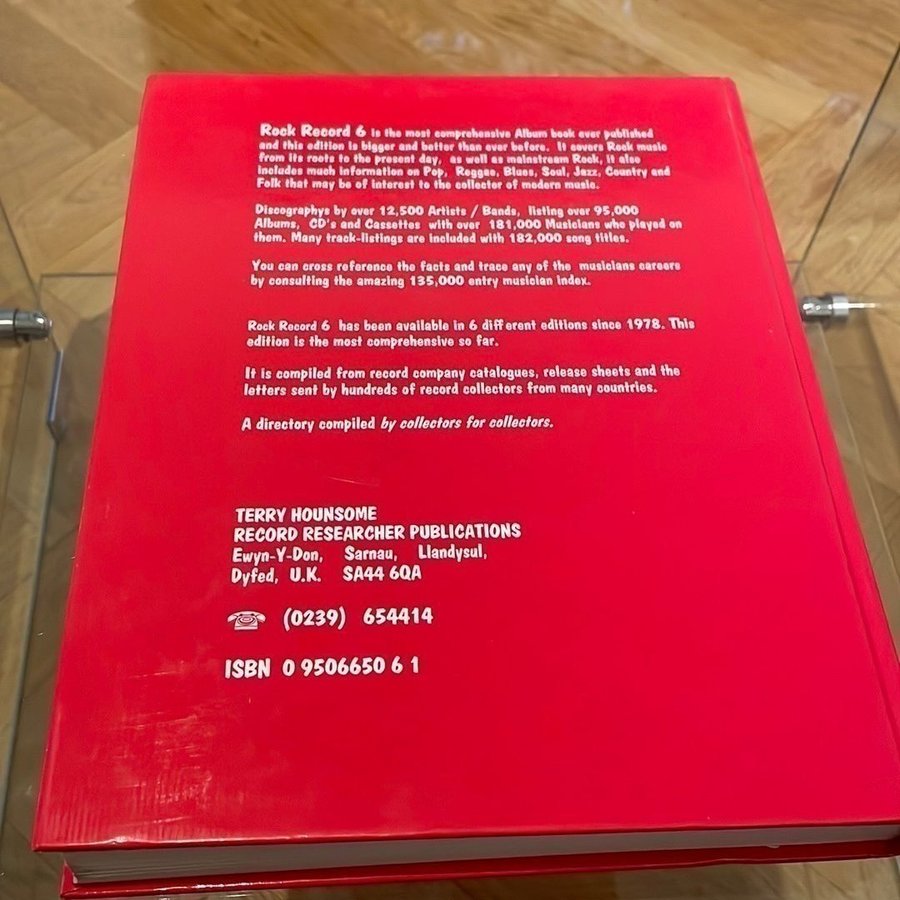 Rock Record 6 is the most comprehensive Album book ever published
and this edition is bigger and better than ever before. It covers Rock music
from its roots to the present day, as well as mainstream Rock, it also
includes much information on Pop, Reggae, Blues, Soul, Jazz, Country and
Folk that may be of interest to the collector of modern music.
Discographys by over 12,500 Artists / Bands, listing over 95,000
Albums, CD's and Cassettes with over 181,000 Musicians who played on
them. Many track-listings are included with 182,000 song titles.
You can cross reference the facts and trace any of the musicians careers
by consulting the amazing 135,000 entry musician index.
Rock Record 6 has been available in 6 different editions since 1978. This
edition is the most comprehensive so far.
It is compiled from record company catalogues, release sheets and the
letters sent by hundreds of record collectors from many countries.
A directory compiled by collectors for collectors.
TERRY HOUNSOME
RECORD RESEARCHER PUBLICATIONS
Ewyn-Y-Don, Sarnau, Llandysul,
Dyfed, U.K. SA44 6QA
(0239) 654414
ISBN 0 9506650 6 1